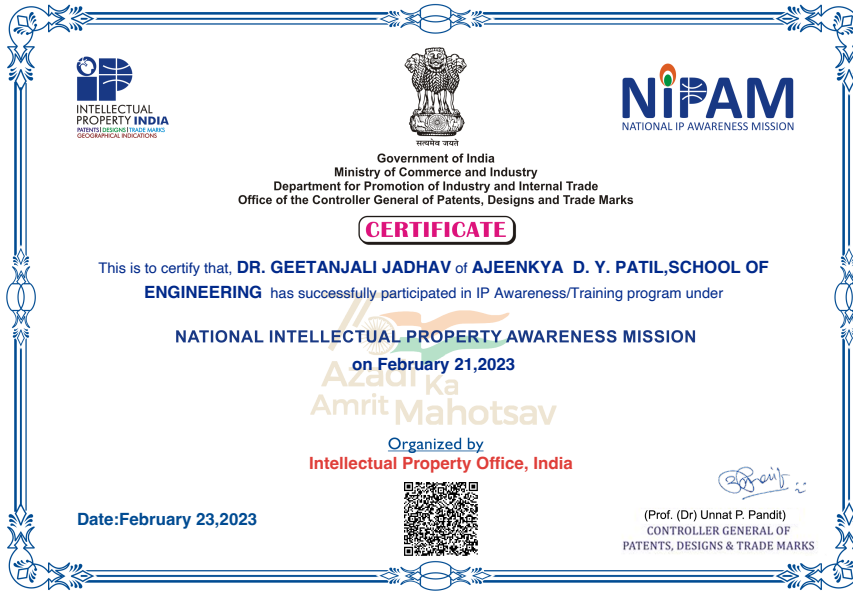 INTELLECTUAL
PROPERTY INDIA
PATENTS | DESIGNS | TRADE MARKS
GEOGRAPHICAL INDICATIONS
सत्यमेव जयते
NiPAM
NATIONAL IP AWARENESS MISSION
Government of India
Ministry of Commerce and Industry
Department for Promotion of Industry and Internal Trade
Office of the Controller General of Patents, Designs and Trade Marks
CERTIFICATE
This is to certify that, DR. GEETANJALI JADHAV of AJEENKYA D. Y. PATIL,SCHOOL OF
ENGINEERING has successfully participated in IP Awareness/Training program under
NATIONAL INTELLECTUAL PROPERTY AWARENESS MISSION
on February 21,2023
Azadi Ka
Amrit Mahotsav
Organized by
Intellectual Property Office, India
Date:February 23,2023
(Prof. (Dr) Unnat P. Pandit)
CONTROLLER GENERAL OF
PATENTS, DESIGNS & TRADE MARKS